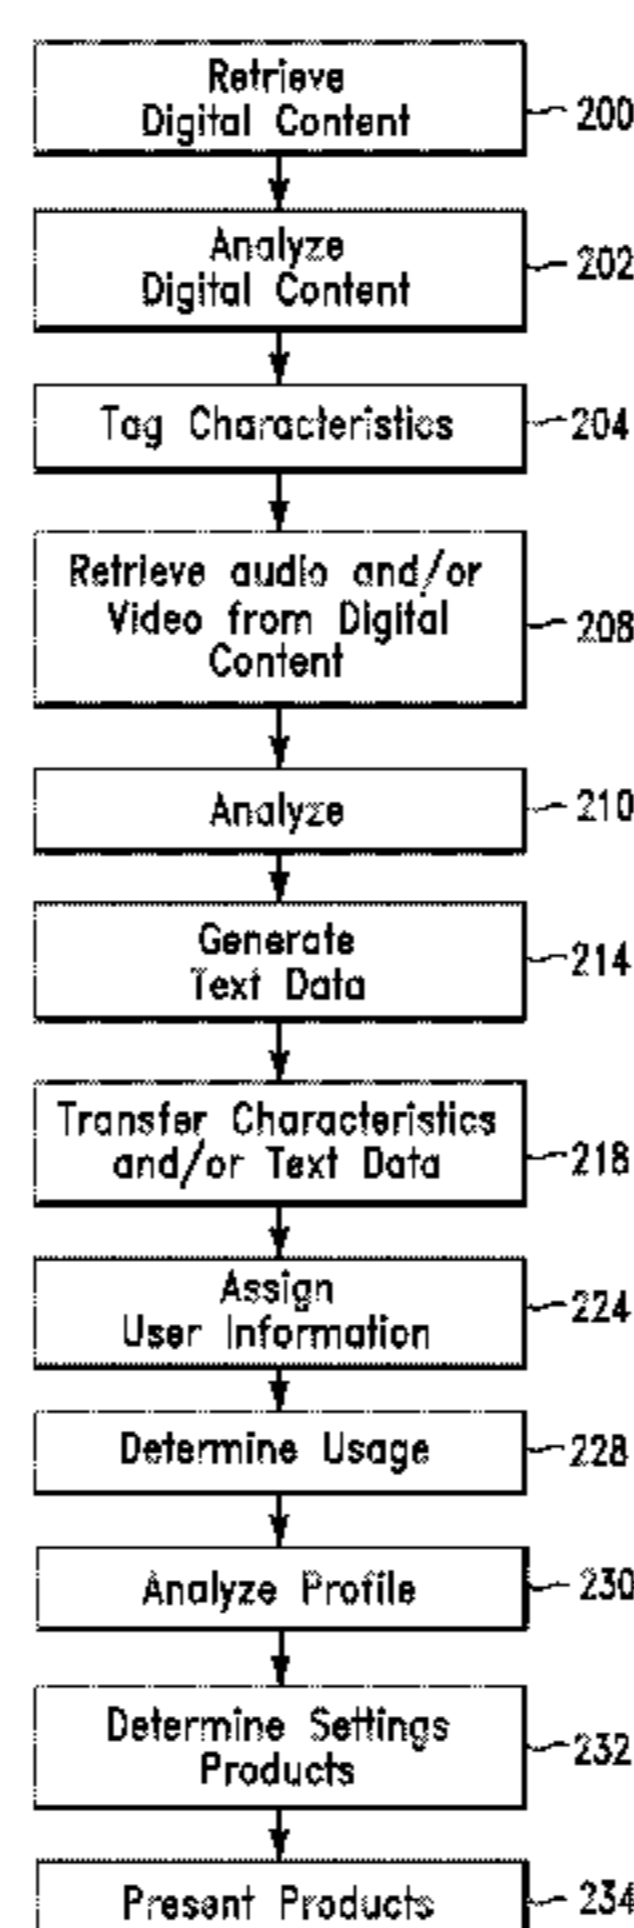 Retrieve
Digital Content
200
Analyze
Digital Content
202
Tag Characteristics
204
Retrieve audio and/or
Video from Digital
Content
208
Analyze
210
Generate
Text Data
214
Transfer Characteristics
and/or Text Data
218
Assign
User Information
224
Determine Usage
228
Analyze Profile
230
Determine Settings
Products
232
Present Products
234